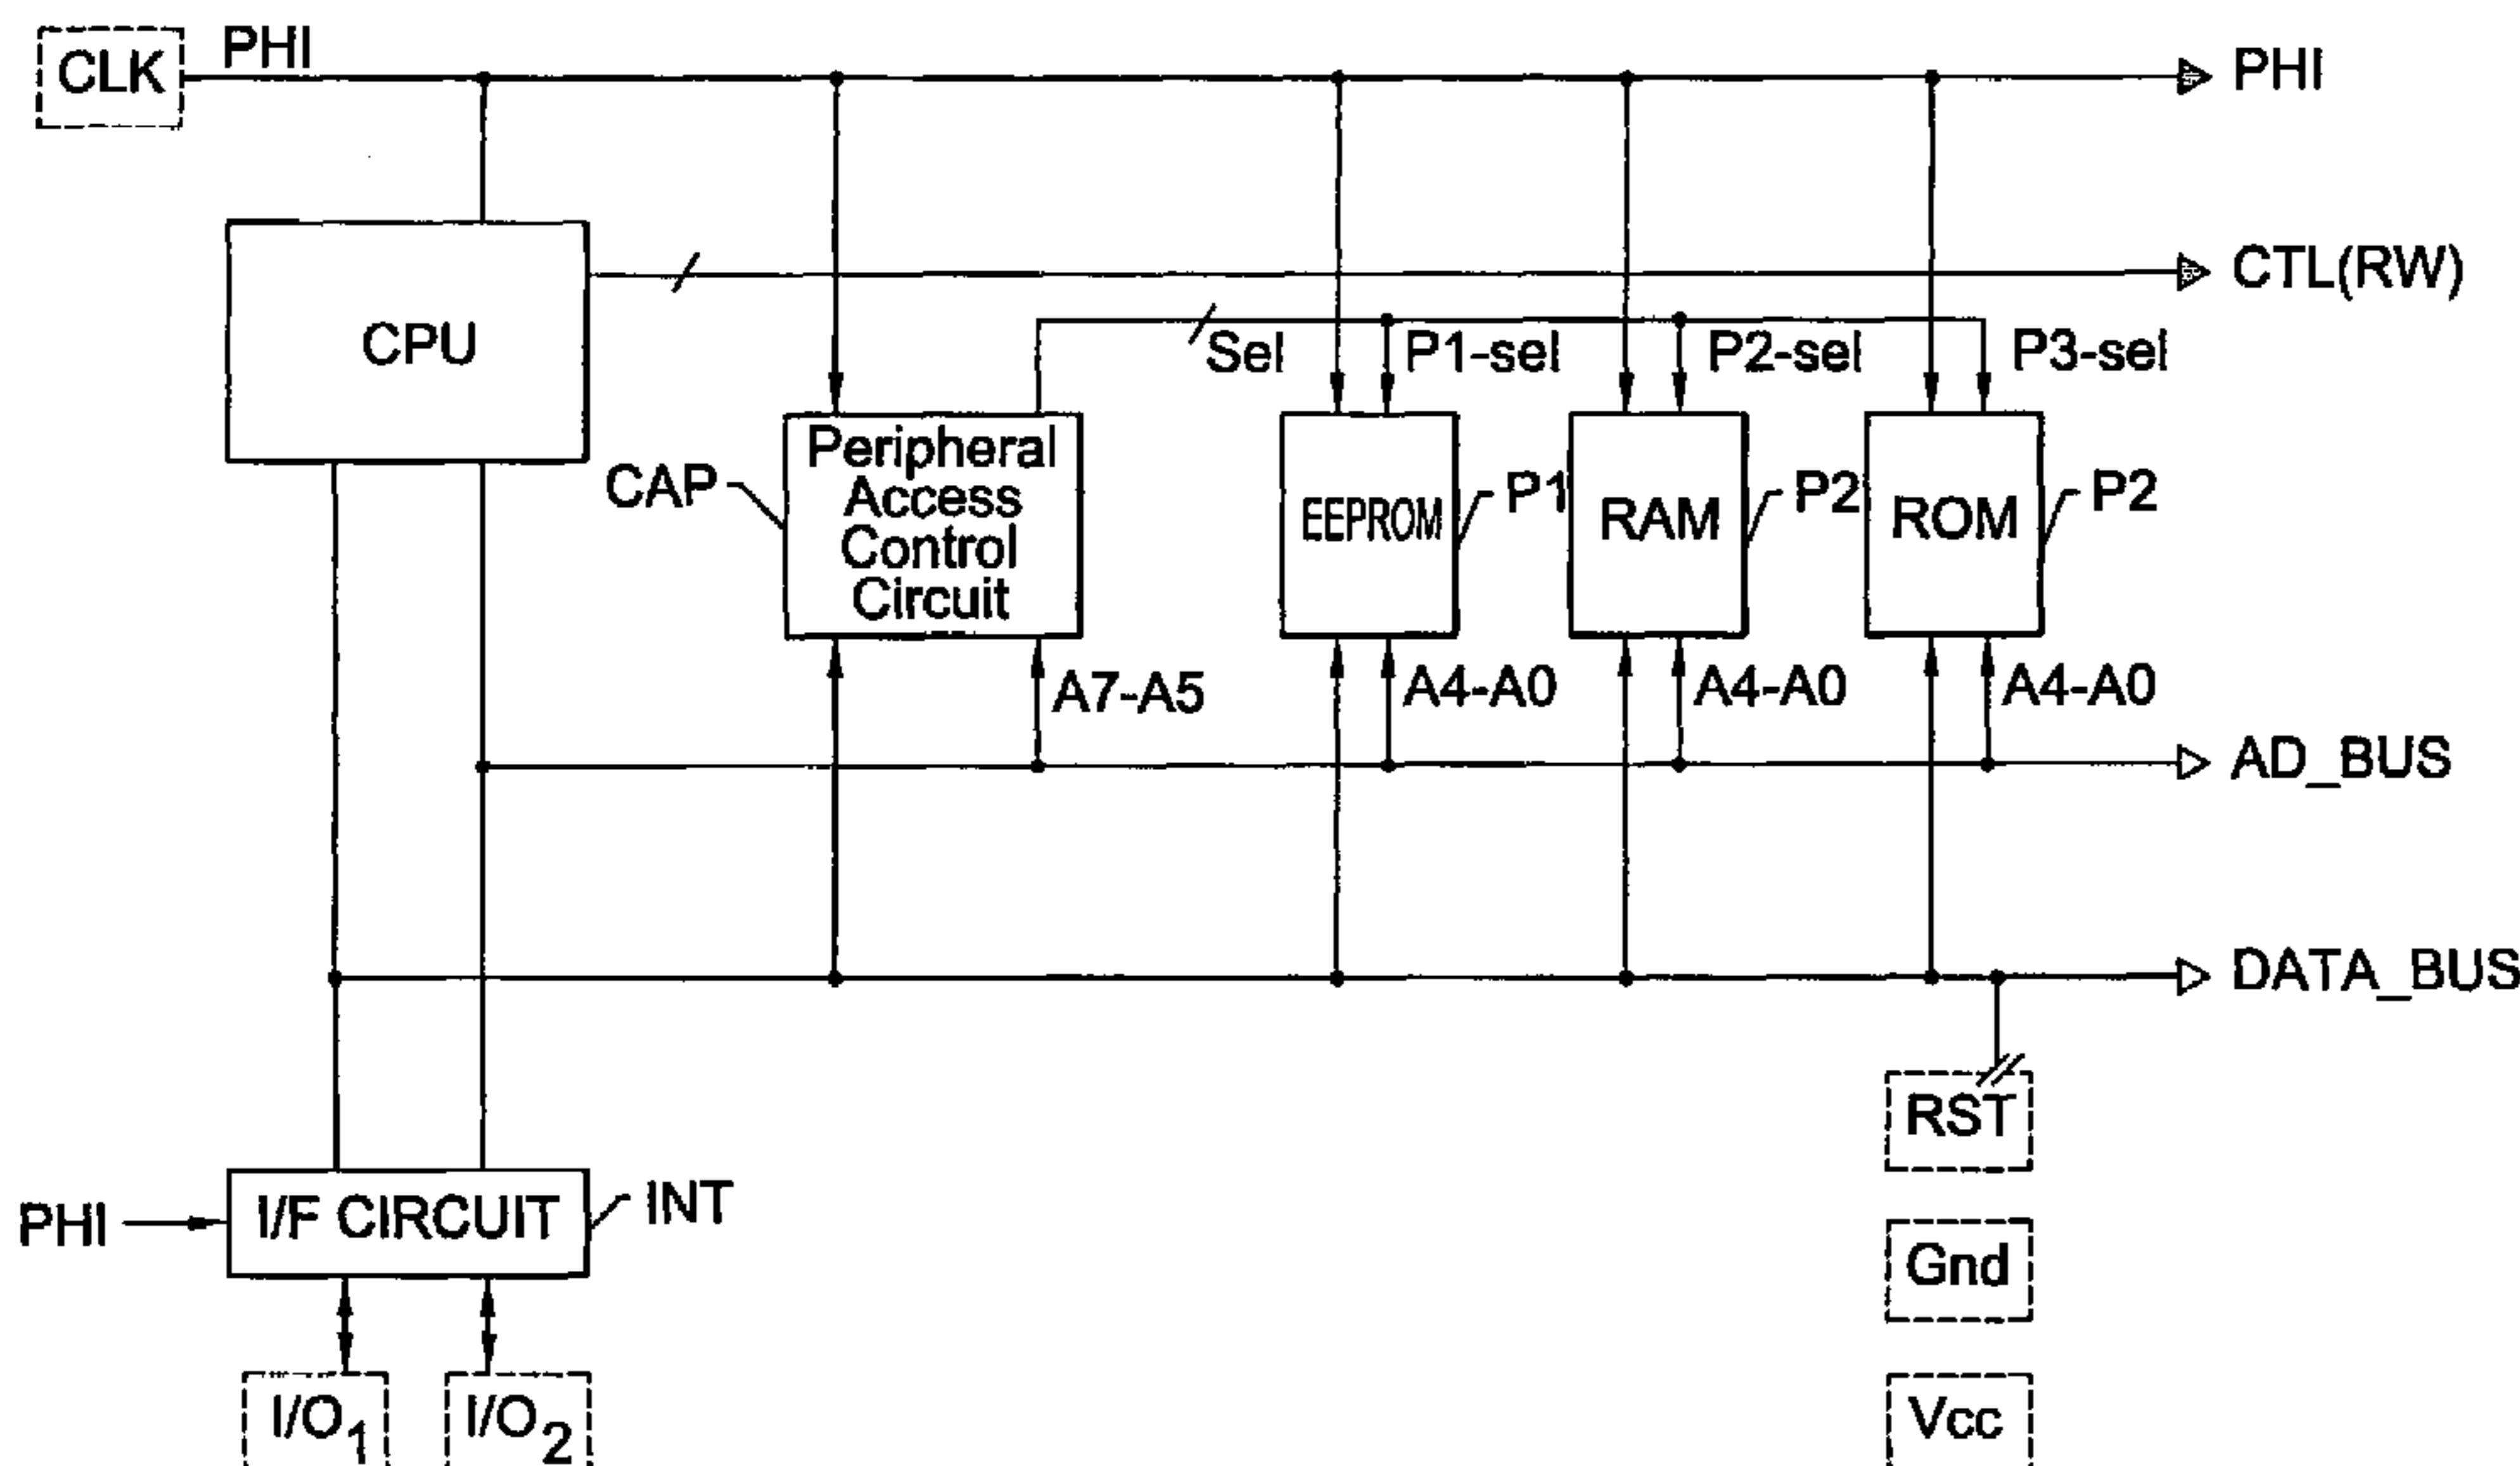 CLK
PHI
PHI
CTL(RW)
CPU
Sel
P1-sel
P2-sel
P3-sel
CAP
Peripheral
Access
Control
Circuit
EEPROM
P1
RAM
P2
ROM
P2
A7-A5
A4-A0
A4-A0
A4-A0
AD_BUS
DATA_BUS
RST
PHI
I/F CIRCUIT
INT
Gnd
I/O1
I/O2
Vcc